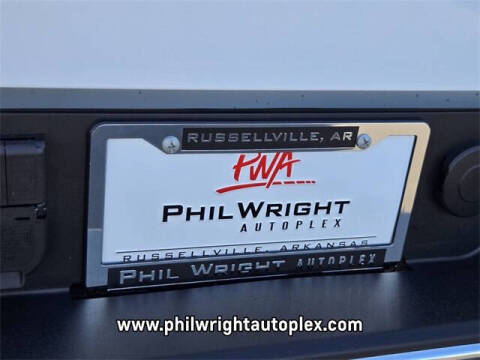 RUSSELLVILLE, AR
PWA
PHILWRIGHT
AUTOPLEX
RUSSELLVILLE, ARKANSAS
PHIL WRIGHT AUTOPLEX
www.philwrightautoplex.com